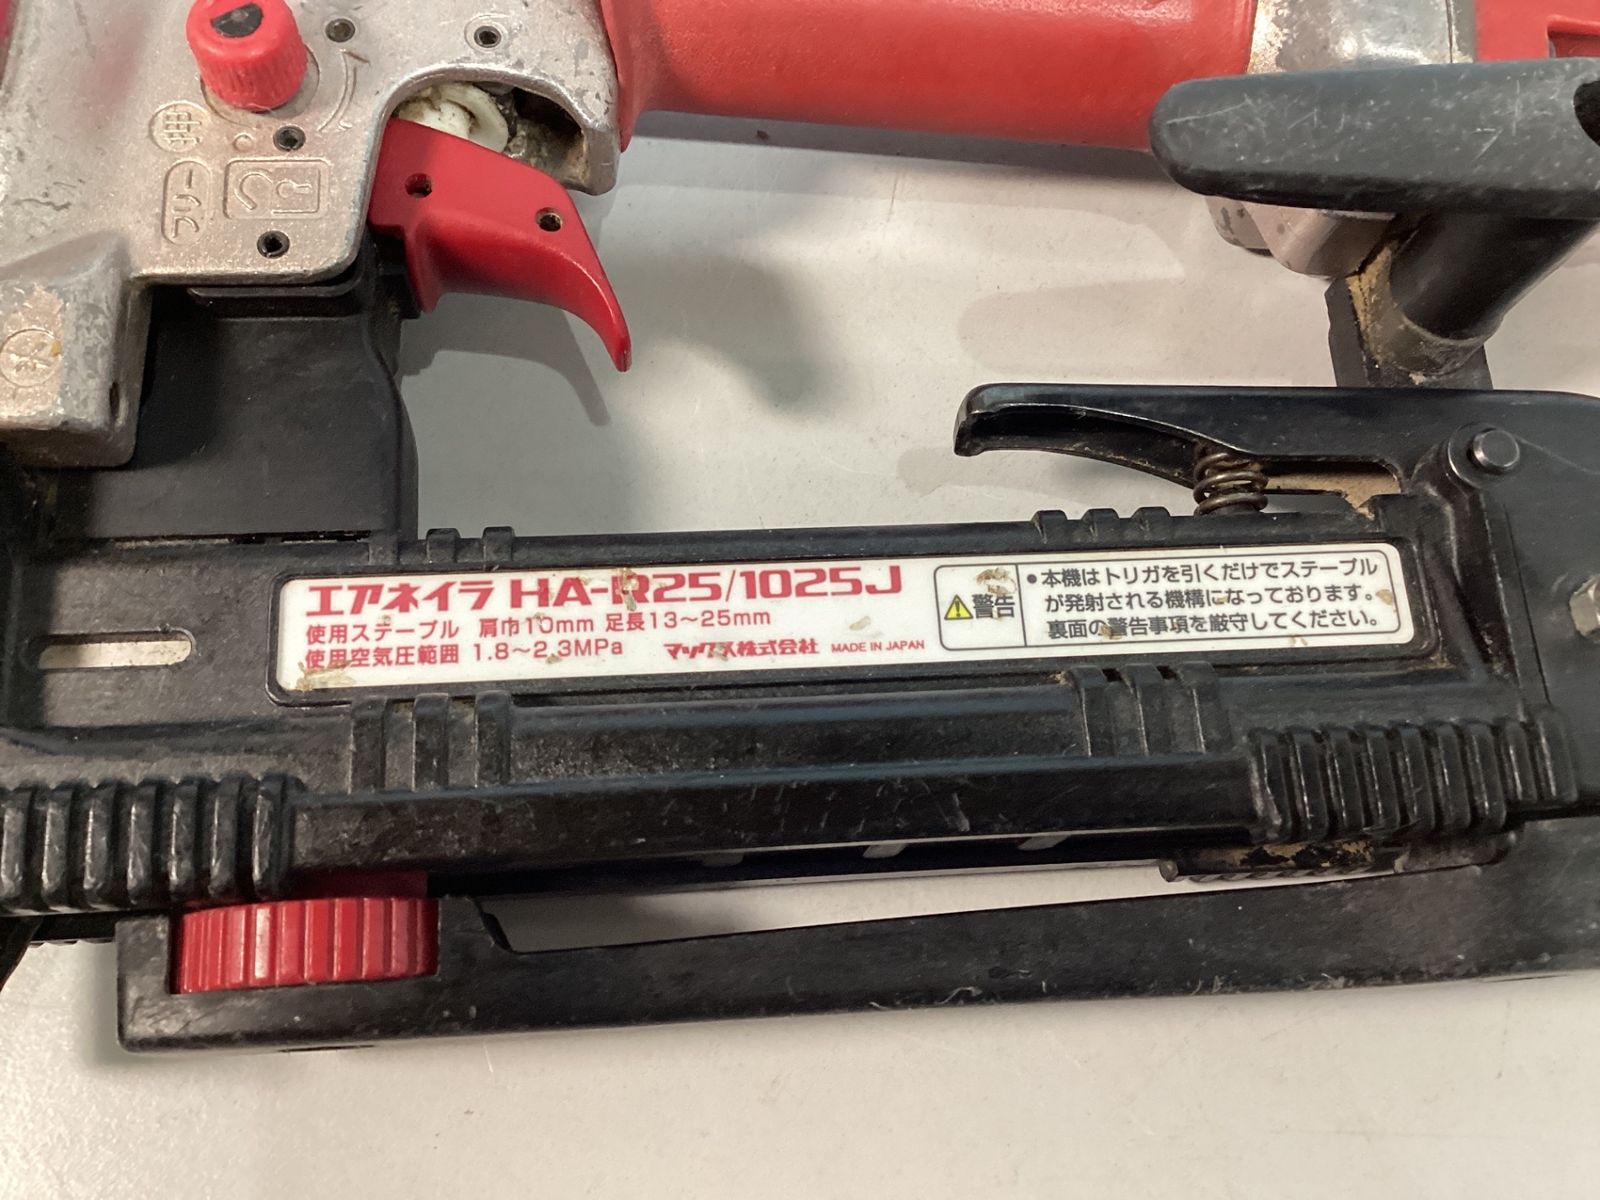 押
フリー
エアネイラ HA-R25/1025J
使用ステープル 肩巾10mm 足長13～25mm
使用空気圧範囲 1.8～2.3MPa マックス株式会社 MADE IN JAPAN
警告
•本機はトリガを引くだけでステープル
が発射される機構になっております。
裏面の警告事項を厳守してください。